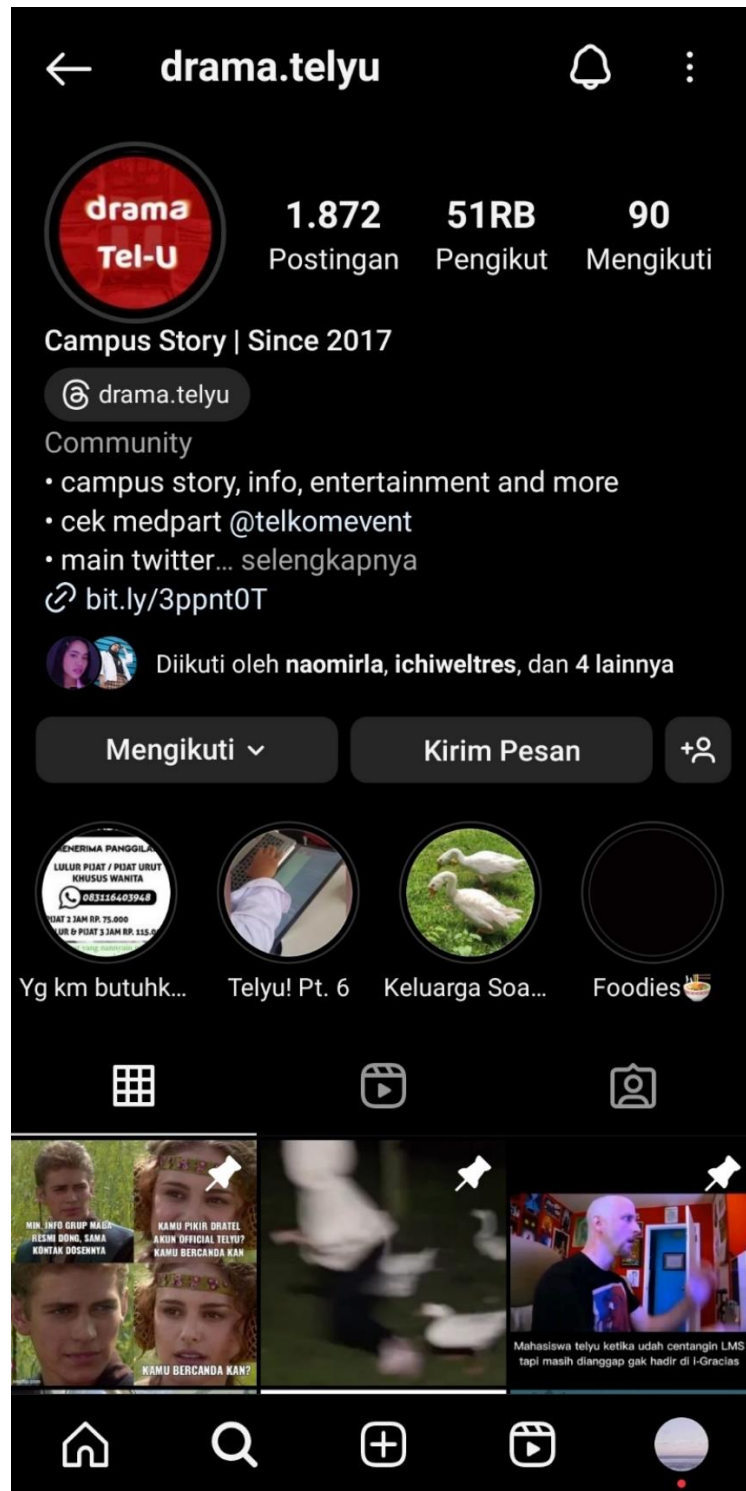 drama.telyu
drama
Tel-U
1.872
Postingan
51RB
Pengikut
90
Mengikuti
Campus Story | Since 2017
drama.telyu
Community
• campus story, info, entertainment and more
• cek medpart @telkomevent
• main twitter... selengkapnya
bit.ly/3ppnt0T
Diikuti oleh naomirla, ichiweltres, dan 4 lainnya
Mengikuti
Kirim Pesan
ENERIMA PANGGILA
LULUR PIJAT / PIJAT URUT
KHUSUS WANITA
083116403948
PIJAT 2 JAM RP. 75.000
LUR & PIJAT 3 JAM RP. 115.0
Yg km butuhk...
Telyu! Pt. 6
Keluarga Soa...
Foodies🍜
MIN, INFO GRUP MABA
RESMI DONG, SAMA
KONTAK DOSENNYA
KAMU PIKIR DRATEL
AKUN OFFICIAL TELYU?
KAMU BERCANDA KAN
KAMU BERCANDA KAN?
Mahasiswa telyu ketika udah centangin LMS
tapi masih dianggap gak hadir di I-Gracias